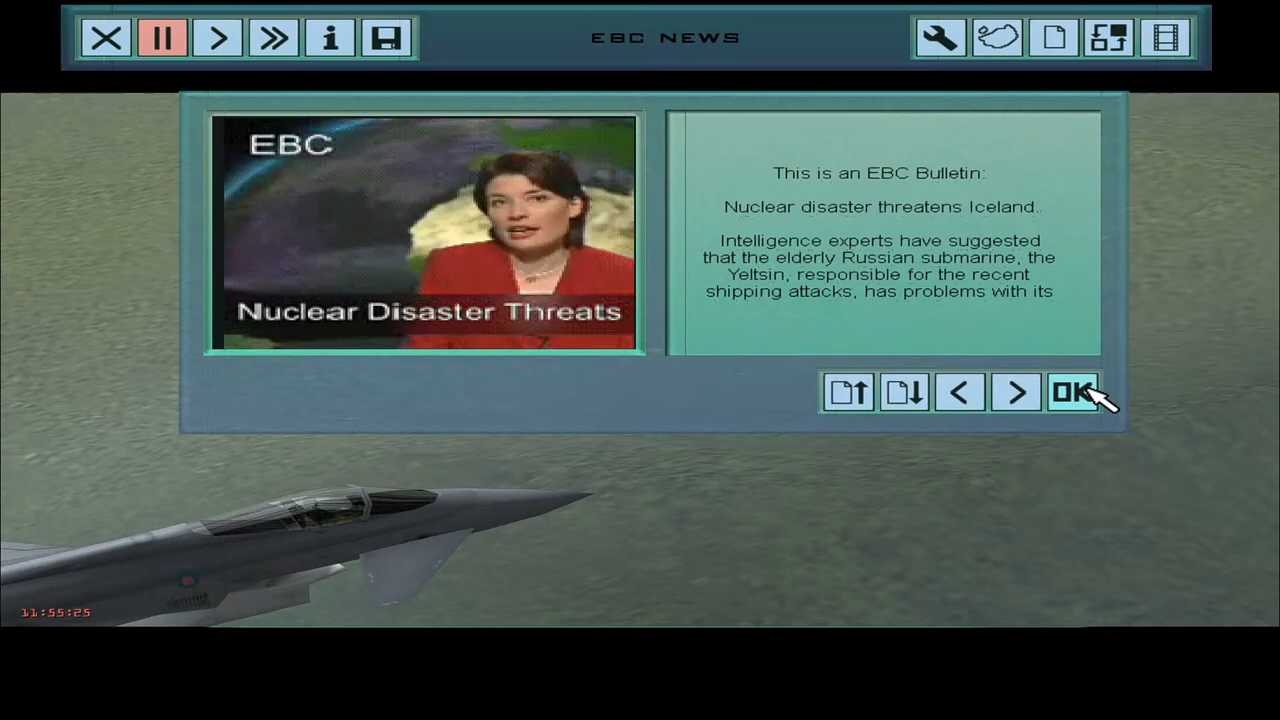 EBC NEWS
EBC
Nuclear Disaster Threats
This is an EBC Bulletin:
Nuclear disaster threatens Iceland.
Intelligence experts have suggested
that the elderly Russian submarine, the
Yeltsin, responsible for the recent
shipping attacks, has problems with its
OK
11:55:25